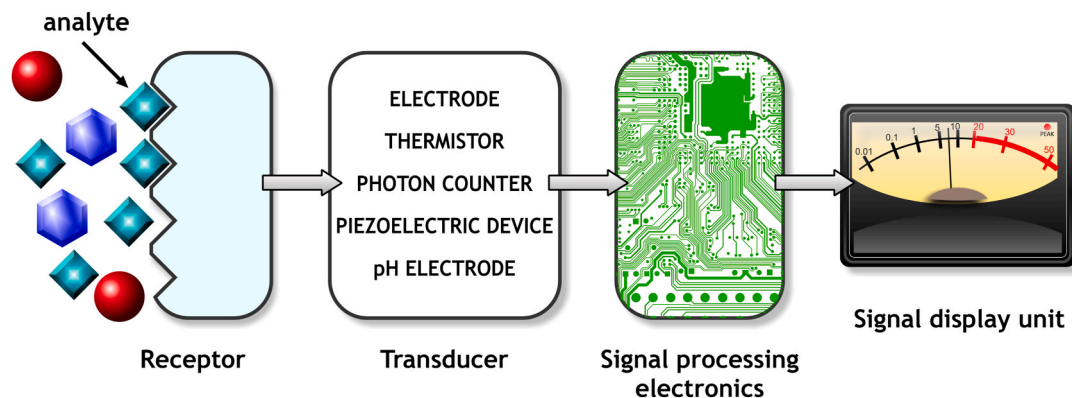 analyte
ELECTRODE
THERMISTOR
PHOTON COUNTER
PIEZOELECTRIC DEVICE
pH ELECTRODE
0.01 0.1 1 5 10 20 30 50
PEAK
Receptor
Transducer
Signal processing
electronics
Signal display unit